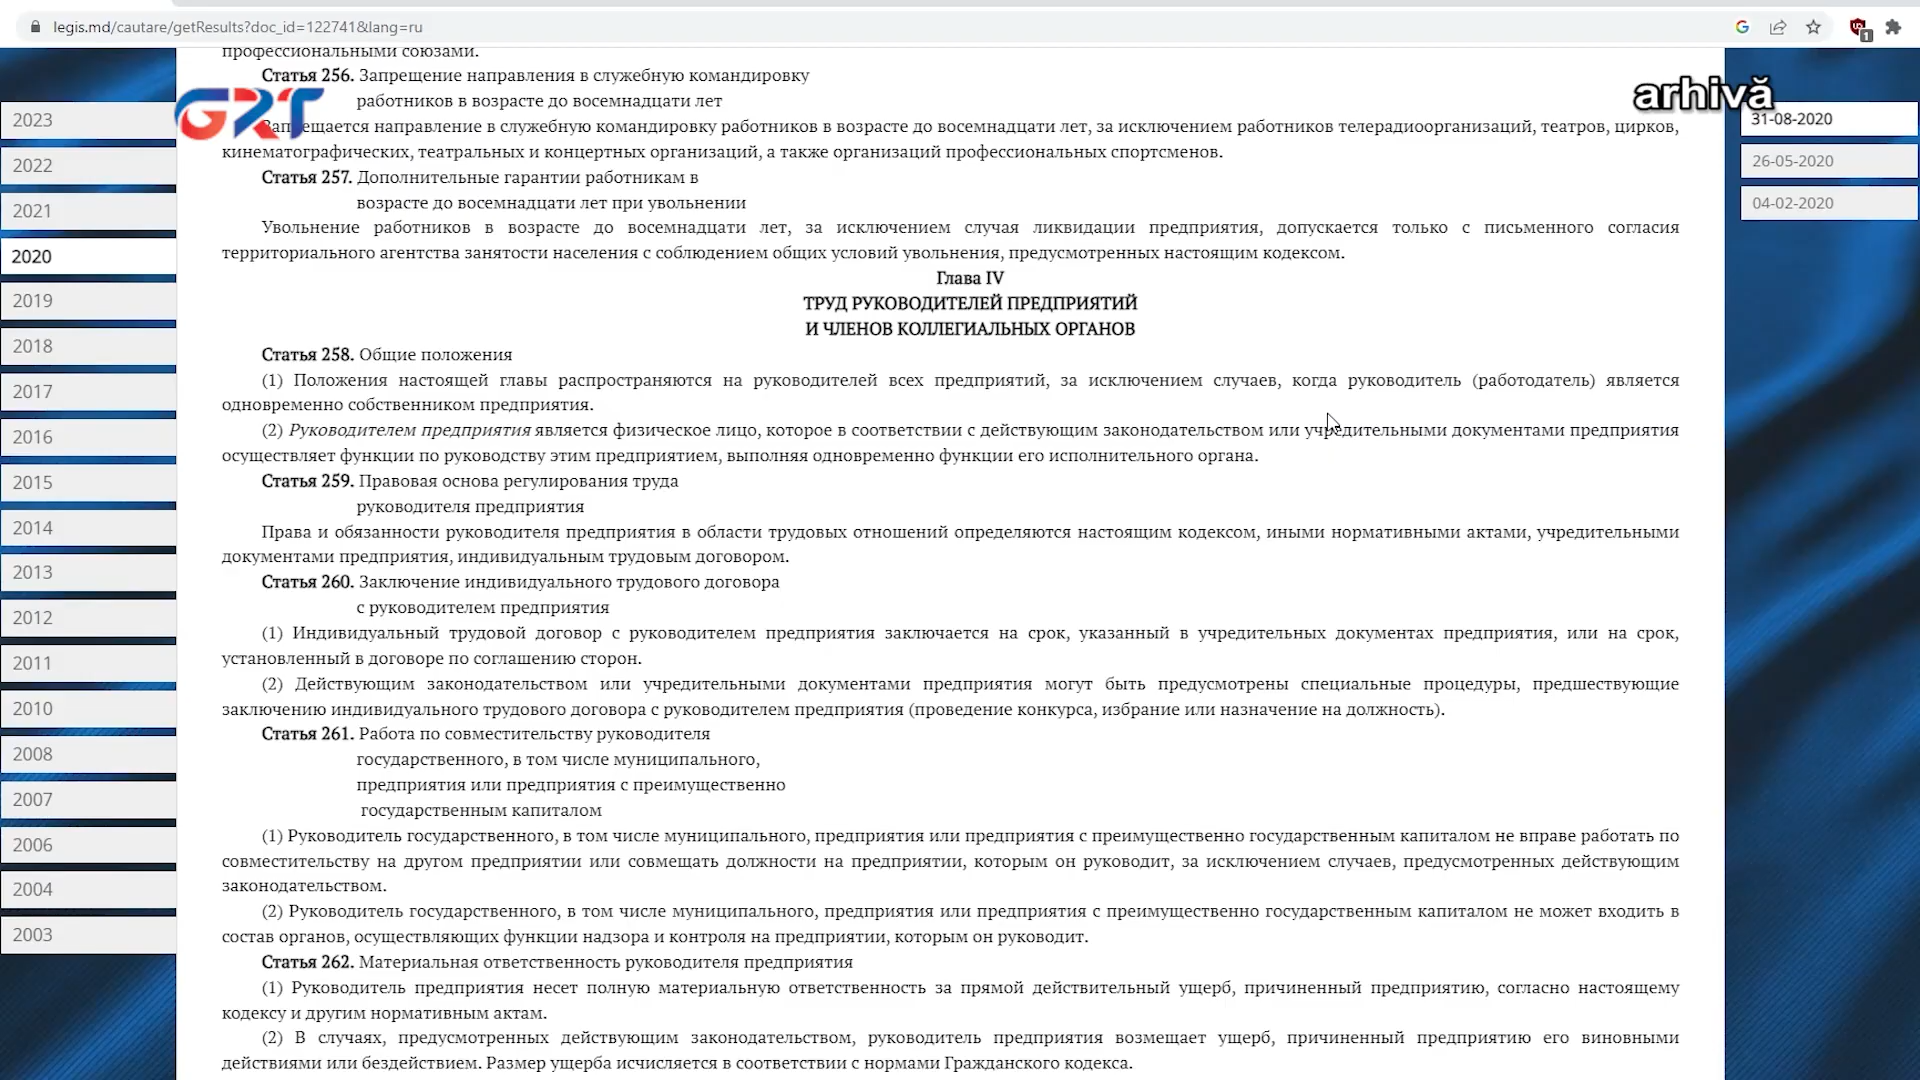 legis.md/cautare/getResults?doc_id=122741&lang=ru
1
профессиональными союзами.
Статья 256. Запрещение направления в служебную командировку
работников в возрасте до восемнадцати лет
Запрещается направление в служебную командировку работников в возрасте до восемнадцати лет, за исключением работников телерадиоорганизаций, театров, цирков,
кинематографических, театральных и концертных организаций, а также организаций профессиональных спортсменов.
Статья 257. Дополнительные гарантии работникам в
возрасте до восемнадцати лет при увольнении
Увольнение работников в возрасте до восемнадцати лет, за исключением случая ликвидации предприятия, допускается только с письменного согласия
территориального агентства занятости населения с соблюдением общих условий увольнения, предусмотренных настоящим кодексом.
Глава IV
ТРУД РУКОВОДИТЕЛЕЙ ПРЕДПРИЯТИЙ
И ЧЛЕНОВ КОЛЛЕГИАЛЬНЫХ ОРГАНОВ
Статья 258. Общие положения
(1) Положения настоящей главы распространяются на руководителей всех предприятий, за исключением случаев, когда руководитель (работодатель) является
одновременно собственником предприятия.
(2) Руководителем предприятия является физическое лицо, которое в соответствии с действующим законодательством или учредительными документами предприятия
осуществляет функции по руководству этим предприятием, выполняя одновременно функции его исполнительного органа.
Статья 259. Правовая основа регулирования труда
руководителя предприятия
Права и обязанности руководителя предприятия в области трудовых отношений определяются настоящим кодексом, иными нормативными актами, учредительными
документами предприятия, индивидуальным трудовым договором.
Статья 260. Заключение индивидуального трудового договора
с руководителем предприятия
(1) Индивидуальный трудовой договор с руководителем предприятия заключается на срок, указанный в учредительных документах предприятия, или на срок,
установленный в договоре по соглашению сторон.
(2) Действующим законодательством или учредительными документами предприятия могут быть предусмотрены специальные процедуры, предшествующие
заключению индивидуального трудового договора с руководителем предприятия (проведение конкурса, избрание или назначение на должность).
Статья 261. Работа по совместительству руководителя
государственного, в том числе муниципального,
предприятия или предприятия с преимущественно
государственным капиталом
(1) Руководитель государственного, в том числе муниципального, предприятия или предприятия с преимущественно государственным капиталом не вправе работать по
совместительству на другом предприятии или совмещать должности на предприятии, которым он руководит, за исключением случаев, предусмотренных действующим
законодательством.
(2) Руководитель государственного, в том числе муниципального, предприятия или предприятия с преимущественно государственным капиталом не может входить в
состав органов, осуществляющих функции надзора и контроля на предприятии, которым он руководит.
Статья 262. Материальная ответственность руководителя предприятия
(1) Руководитель предприятия несет полную материальную ответственность за прямой действительный ущерб, причиненный предприятию, согласно настоящему
кодексу и другим нормативным актам.
(2) В случаях, предусмотренных действующим законодательством, руководитель предприятия возмещает ущерб, причиненный предприятию его виновными
действиями или бездействием. Размер ущерба исчисляется в соответствии с нормами Гражданского кодекса.
2023
2022
2021
2020
2019
2018
2017
2016
2015
2014
2013
2012
2011
2010
2008
2007
2006
2004
2003
GRT
arhivă
31-08-2020
26-05-2020
04-02-2020